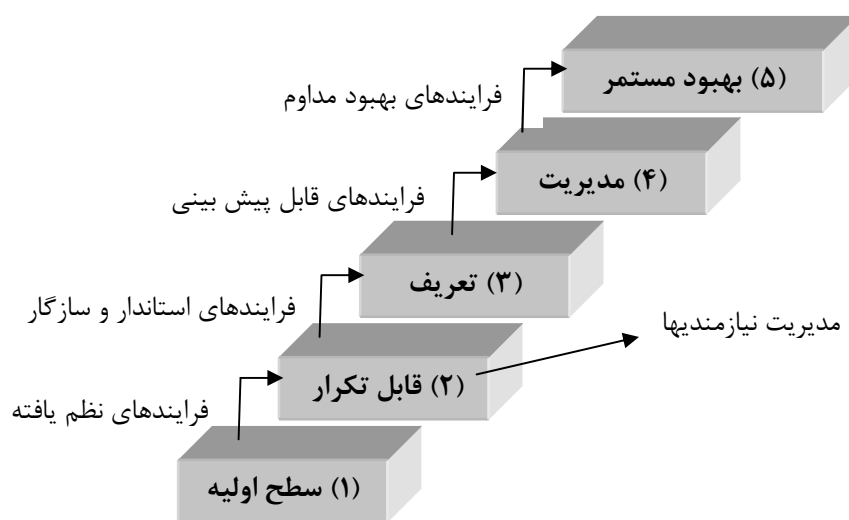 (۵) بهبود مستمر
فرایندهای بهبود مداوم
(۴) مدیریت
فرایندهای قابل پیش بینی
(۳) تعریف
فرایندهای استاندار و سازگار
مدیریت نیازمندیها
(۲) قابل تکرار
فرایندهای نظم یافته
(۱) سطح اولیه